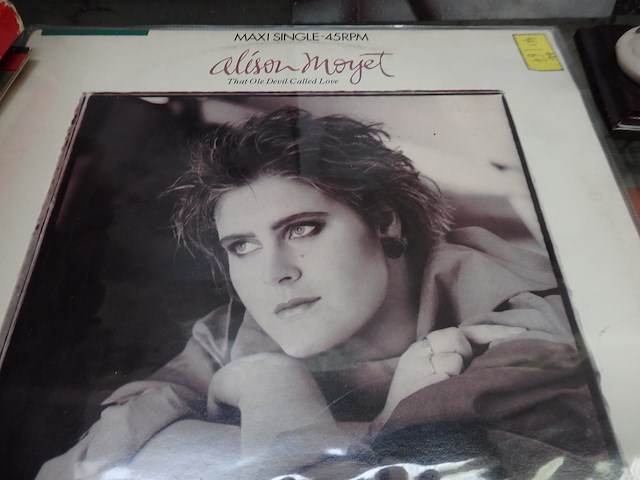 MAXI SINGLE-45RPM
alison moyet
That Ole Devil Called Love